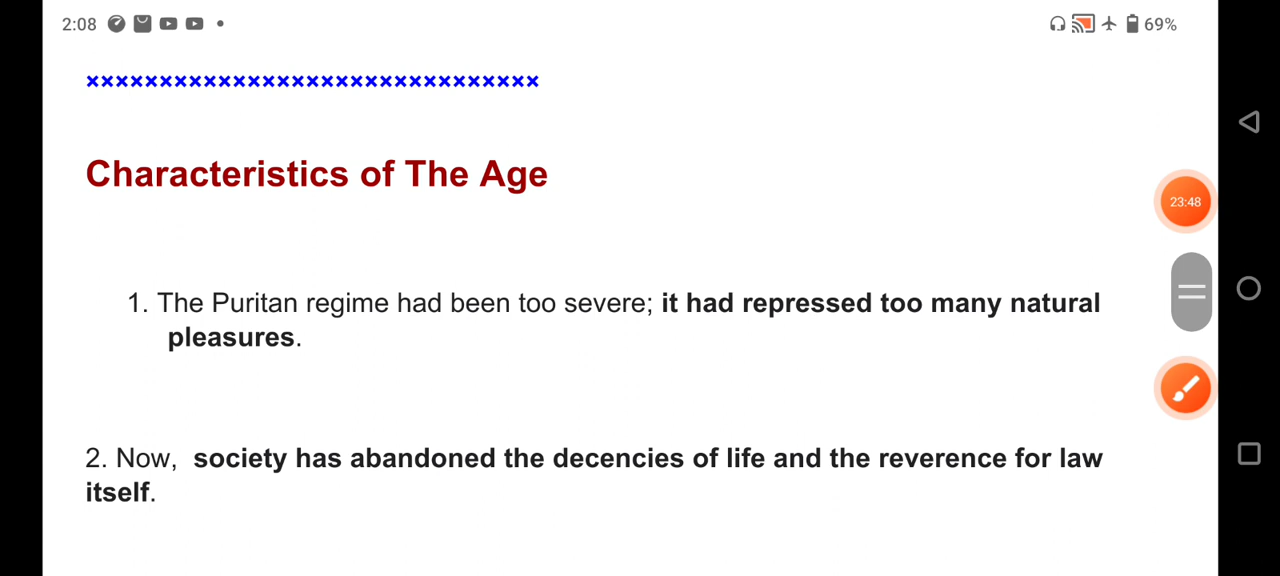 2:08
69%
××××××××××××××××××××××××××××××
Characteristics of The Age
23:48
1. The Puritan regime had been too severe; it had repressed too many natural
pleasures.
2. Now, society has abandoned the decencies of life and the reverence for law
itself.